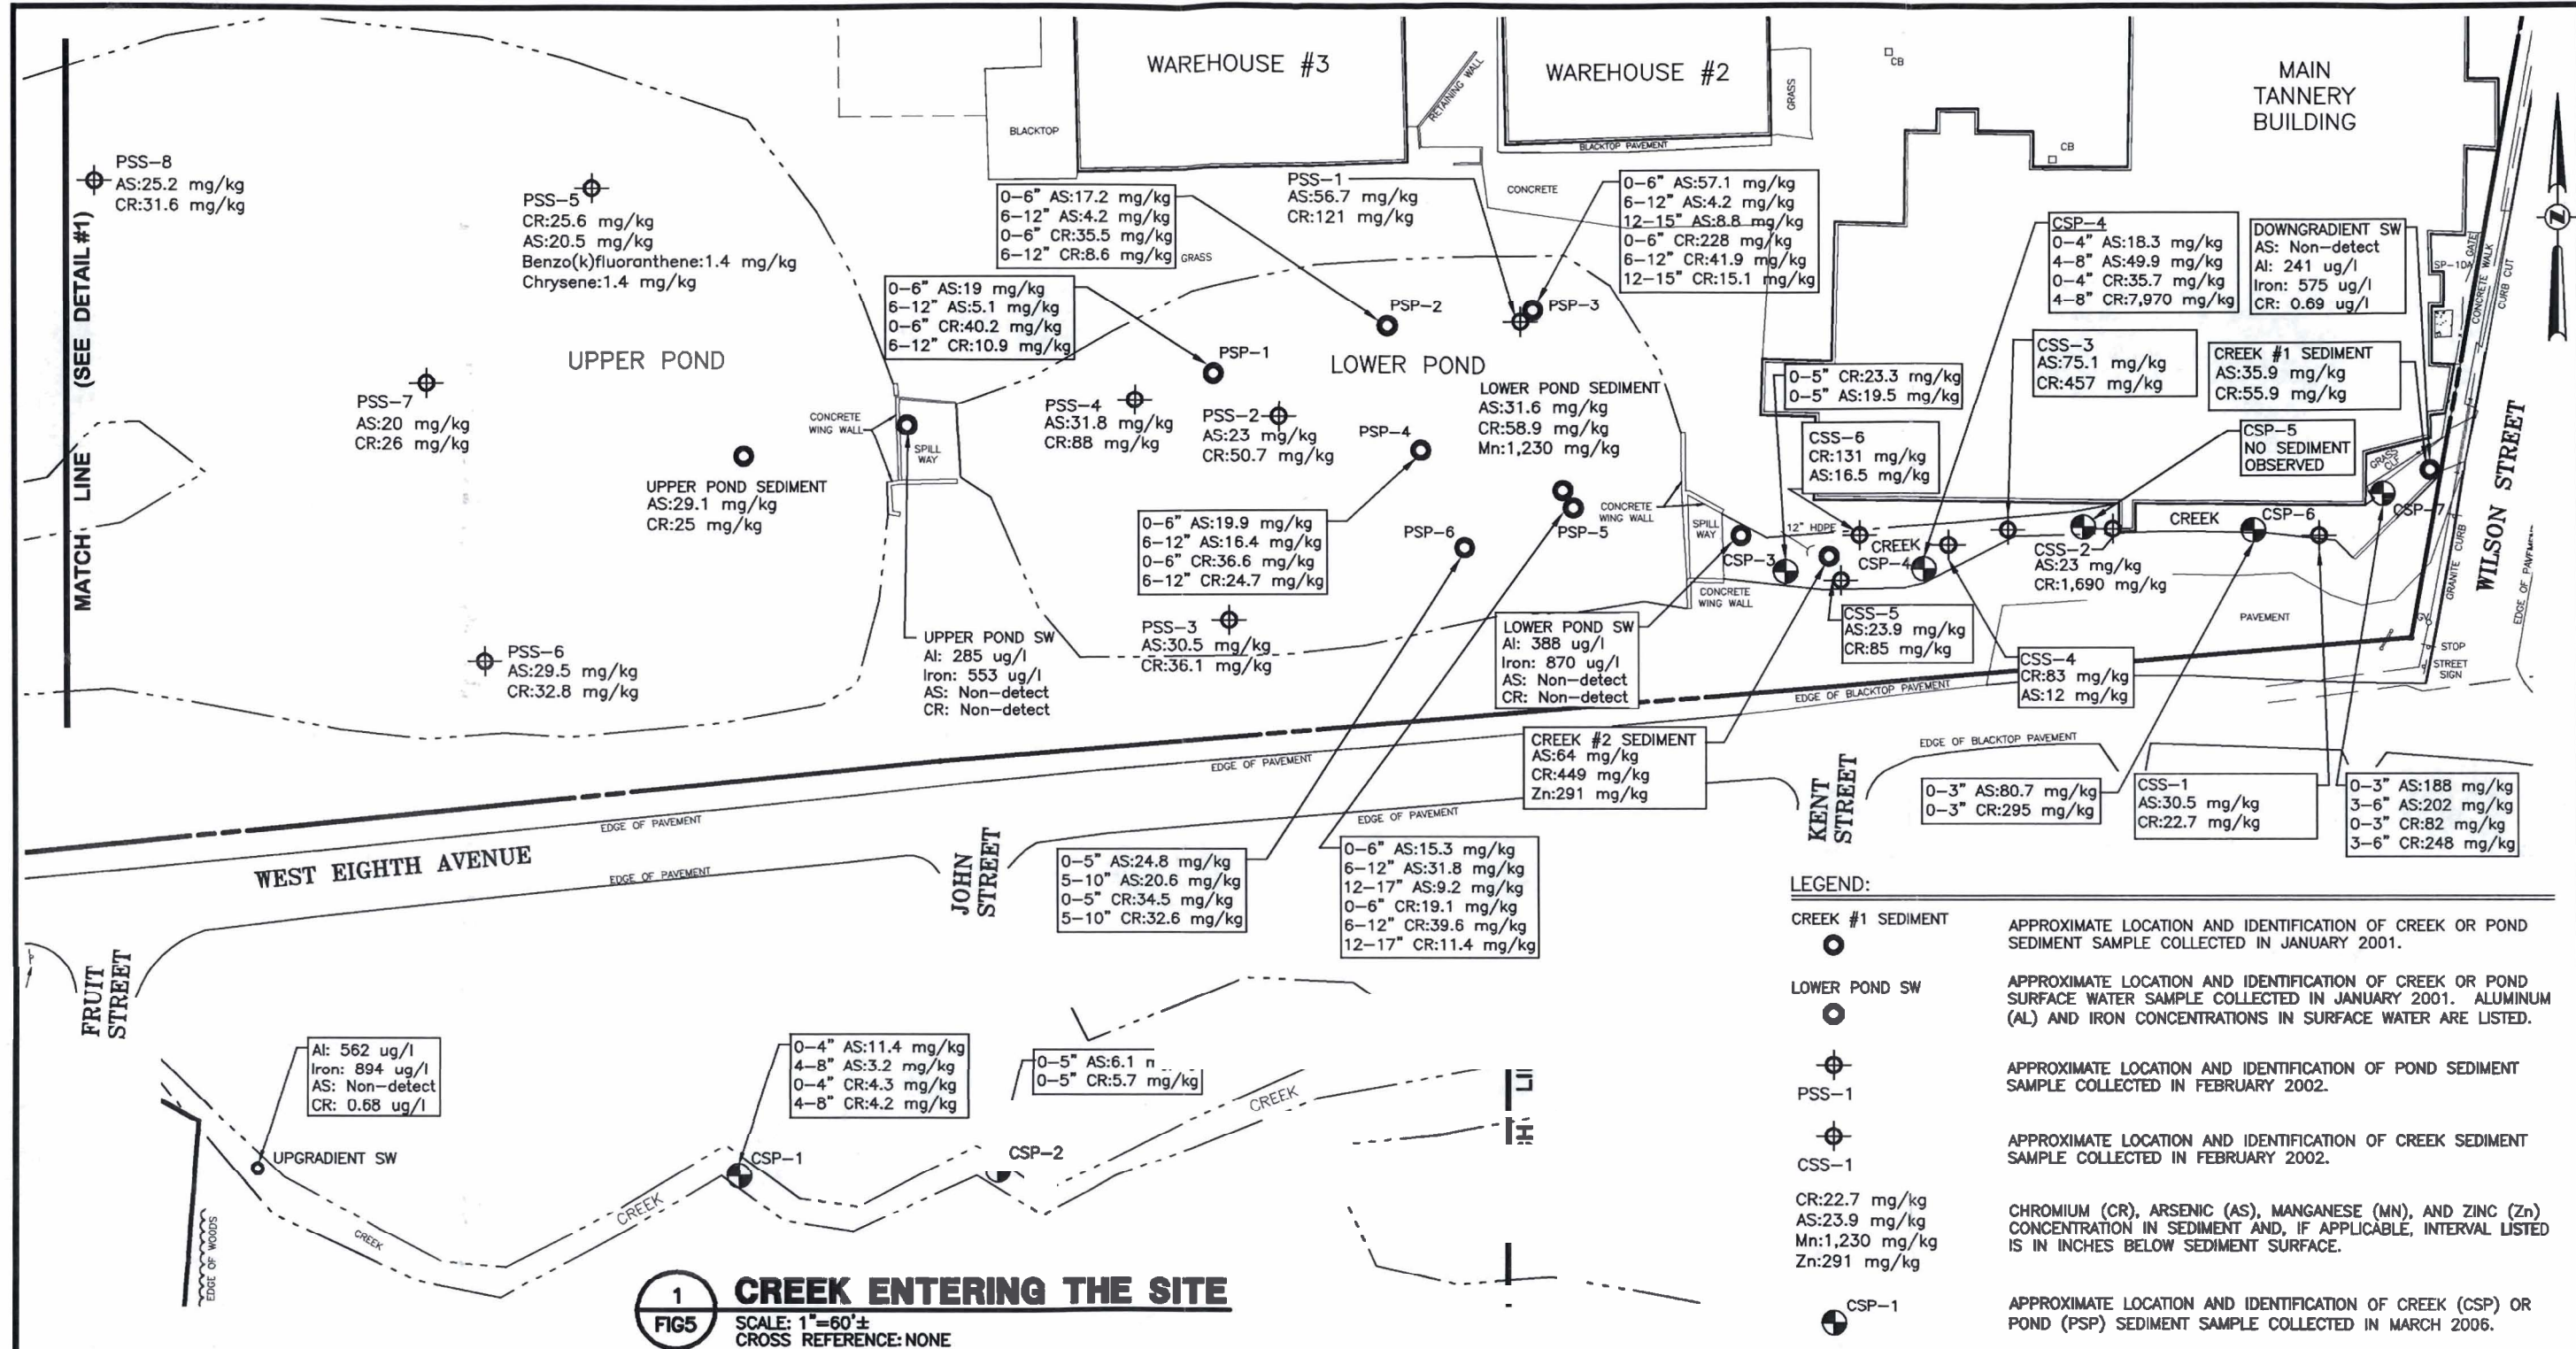 WAREHOUSE #3
WAREHOUSE #2
MAIN
TANNERY
BUILDING
CB
CB
RETAINING WALL
GRASS
BLACKTOP
BLACKTOP PAVEMENT
CONCRETE
MATCH LINE (SEE DETAIL #1)
PSS-8
AS:25.2 mg/kg
CR:31.6 mg/kg
PSS-5
CR:25.6 mg/kg
AS:20.5 mg/kg
Benzo(k)fluoranthene:1.4 mg/kg
Chrysene:1.4 mg/kg
0-6" AS:17.2 mg/kg
6-12" AS:4.2 mg/kg
0-6" CR:35.5 mg/kg
6-12" CR:8.6 mg/kg
GRASS
PSS-1
AS:56.7 mg/kg
CR:121 mg/kg
0-6" AS:57.1 mg/kg
6-12" AS:4.2 mg/kg
12-15" AS:8.8 mg/kg
0-6" CR:228 mg/kg
6-12" CR:41.9 mg/kg
12-15" CR:15.1 mg/kg
CSP-4
0-4" AS:18.3 mg/kg
4-8" AS:49.9 mg/kg
0-4" CR:35.7 mg/kg
4-8" CR:7,970 mg/kg
DOWNGRADIENT SW
AS: Non-detect
Al: 241 ug/l
Iron: 575 ug/l
CR: 0.69 ug/l
SP-10A
GATE
CONCRETE WALK
CURB CUT
0-6" AS:19 mg/kg
6-12" AS:5.1 mg/kg
0-6" CR:40.2 mg/kg
6-12" CR:10.9 mg/kg
PSP-2
PSP-3
UPPER POND
PSP-1
LOWER POND
CSS-3
AS:75.1 mg/kg
CR:457 mg/kg
CREEK #1 SEDIMENT
AS:35.9 mg/kg
CR:55.9 mg/kg
0-5" CR:23.3 mg/kg
0-5" AS:19.5 mg/kg
PSS-7
AS:20 mg/kg
CR:26 mg/kg
CONCRETE
WING WALL
SPILL
WAY
PSS-4
AS:31.8 mg/kg
CR:88 mg/kg
PSS-2
AS:23 mg/kg
CR:50.7 mg/kg
PSP-4
LOWER POND SEDIMENT
AS:31.6 mg/kg
CR:58.9 mg/kg
Mn:1,230 mg/kg
CSS-6
CR:131 mg/kg
AS:16.5 mg/kg
CSP-5
NO SEDIMENT
OBSERVED
GRASS
WILSON STREET
UPPER POND SEDIMENT
AS:29.1 mg/kg
CR:25 mg/kg
0-6" AS:19.9 mg/kg
6-12" AS:16.4 mg/kg
0-6" CR:36.6 mg/kg
6-12" CR:24.7 mg/kg
PSP-6
PSP-5
CONCRETE
WING WALL
SPILL
WAY
12" HDPE
CSP-3
CREEK
CSP-4
CREEK
CSP-6
CSP-7
CSS-2
AS:23 mg/kg
CR:1,690 mg/kg
CONCRETE
WING WALL
GRANITE CURB
EDGE OF PAVEMENT
PAVEMENT
GV
STOP
STREET
SIGN
PSS-6
AS:29.5 mg/kg
CR:32.8 mg/kg
UPPER POND SW
Al: 285 ug/l
Iron: 553 ug/l
AS: Non-detect
CR: Non-detect
PSS-3
AS:30.5 mg/kg
CR:36.1 mg/kg
LOWER POND SW
Al: 388 ug/l
Iron: 870 ug/l
AS: Non-detect
CR: Non-detect
CSS-5
AS:23.9 mg/kg
CR:85 mg/kg
CSS-4
CR:83 mg/kg
AS:12 mg/kg
EDGE OF BLACKTOP PAVEMENT
CREEK #2 SEDIMENT
AS:64 mg/kg
CR:449 mg/kg
Zn:291 mg/kg
EDGE OF BLACKTOP PAVEMENT
EDGE OF PAVEMENT
EDGE OF PAVEMENT
EDGE OF PAVEMENT
EDGE OF PAVEMENT
WEST EIGHTH AVENUE
FRUIT
STREET
JOHN
STREET
KENT
STREET
0-3" AS:80.7 mg/kg
0-3" CR:295 mg/kg
CSS-1
AS:30.5 mg/kg
CR:22.7 mg/kg
0-3" AS:188 mg/kg
3-6" AS:202 mg/kg
0-3" CR:82 mg/kg
3-6" CR:248 mg/kg
0-5" AS:24.8 mg/kg
5-10" AS:20.6 mg/kg
0-5" CR:34.5 mg/kg
5-10" CR:32.6 mg/kg
0-6" AS:15.3 mg/kg
6-12" AS:31.8 mg/kg
12-17" AS:9.2 mg/kg
0-6" CR:19.1 mg/kg
6-12" CR:39.6 mg/kg
12-17" CR:11.4 mg/kg
LEGEND:
CREEK #1 SEDIMENT
APPROXIMATE LOCATION AND IDENTIFICATION OF CREEK OR POND
SEDIMENT SAMPLE COLLECTED IN JANUARY 2001.
LOWER POND SW
APPROXIMATE LOCATION AND IDENTIFICATION OF CREEK OR POND
SURFACE WATER SAMPLE COLLECTED IN JANUARY 2001. ALUMINUM
(AL) AND IRON CONCENTRATIONS IN SURFACE WATER ARE LISTED.
PSS-1
APPROXIMATE LOCATION AND IDENTIFICATION OF POND SEDIMENT
SAMPLE COLLECTED IN FEBRUARY 2002.
CSS-1
APPROXIMATE LOCATION AND IDENTIFICATION OF CREEK SEDIMENT
SAMPLE COLLECTED IN FEBRUARY 2002.
CR:22.7 mg/kg
AS:23.9 mg/kg
Mn:1,230 mg/kg
Zn:291 mg/kg
CHROMIUM (CR), ARSENIC (AS), MANGANESE (MN), AND ZINC (Zn)
CONCENTRATION IN SEDIMENT AND, IF APPLICABLE, INTERVAL LISTED
IS IN INCHES BELOW SEDIMENT SURFACE.
CSP-1
APPROXIMATE LOCATION AND IDENTIFICATION OF CREEK (CSP) OR
POND (PSP) SEDIMENT SAMPLE COLLECTED IN MARCH 2006.
Al: 562 ug/l
Iron: 894 ug/l
AS: Non-detect
CR: 0.68 ug/l
UPGRADIENT SW
0-4" AS:11.4 mg/kg
4-8" AS:3.2 mg/kg
0-4" CR:4.3 mg/kg
4-8" CR:4.2 mg/kg
CSP-1
0-5" AS:6.1
0-5" CR:5.7 mg/kg
CSP-2
CREEK
CREEK
CREEK
EDGE OF WOODS
1
FIG5
CREEK ENTERING THE SITE
SCALE: 1"=60'±
CROSS REFERENCE: NONE